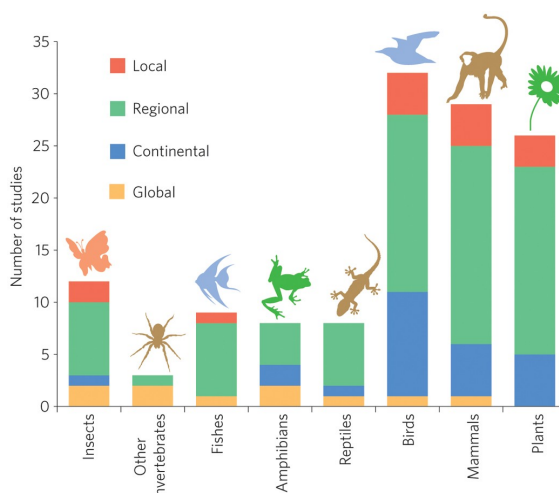 35
30
25
20
15
10
5
0
Number of studies
Local
Regional
Continental
Global
Insects
Other
nvertebrates
Fishes
Amphibians
Reptiles
Birds
Mammals
Plants